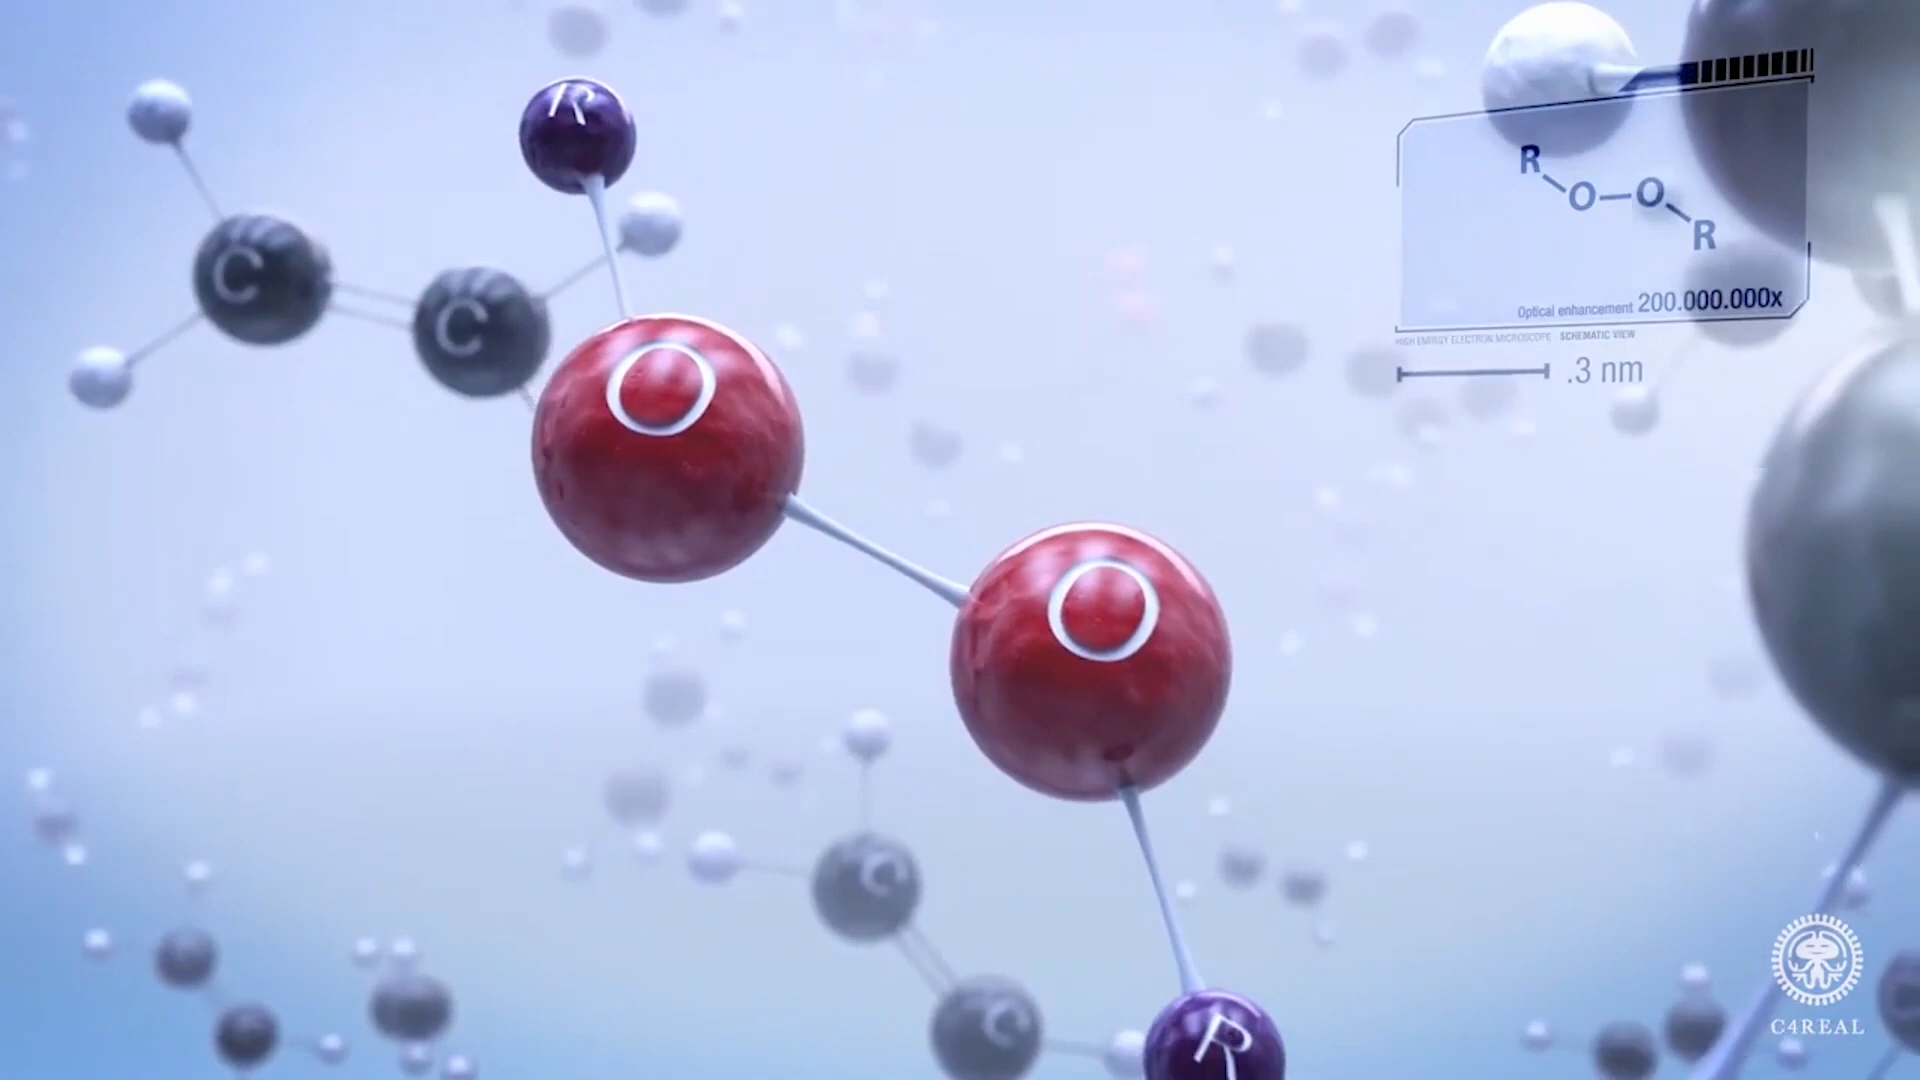 R
O O
R
Optical enhancement 200.000.000x
HIGH ENERGY ELECTRON MICROSCOPE SCHEMATIC VIEW
.3 nm
R
C
C
O
O
C
C
R
C4REAL